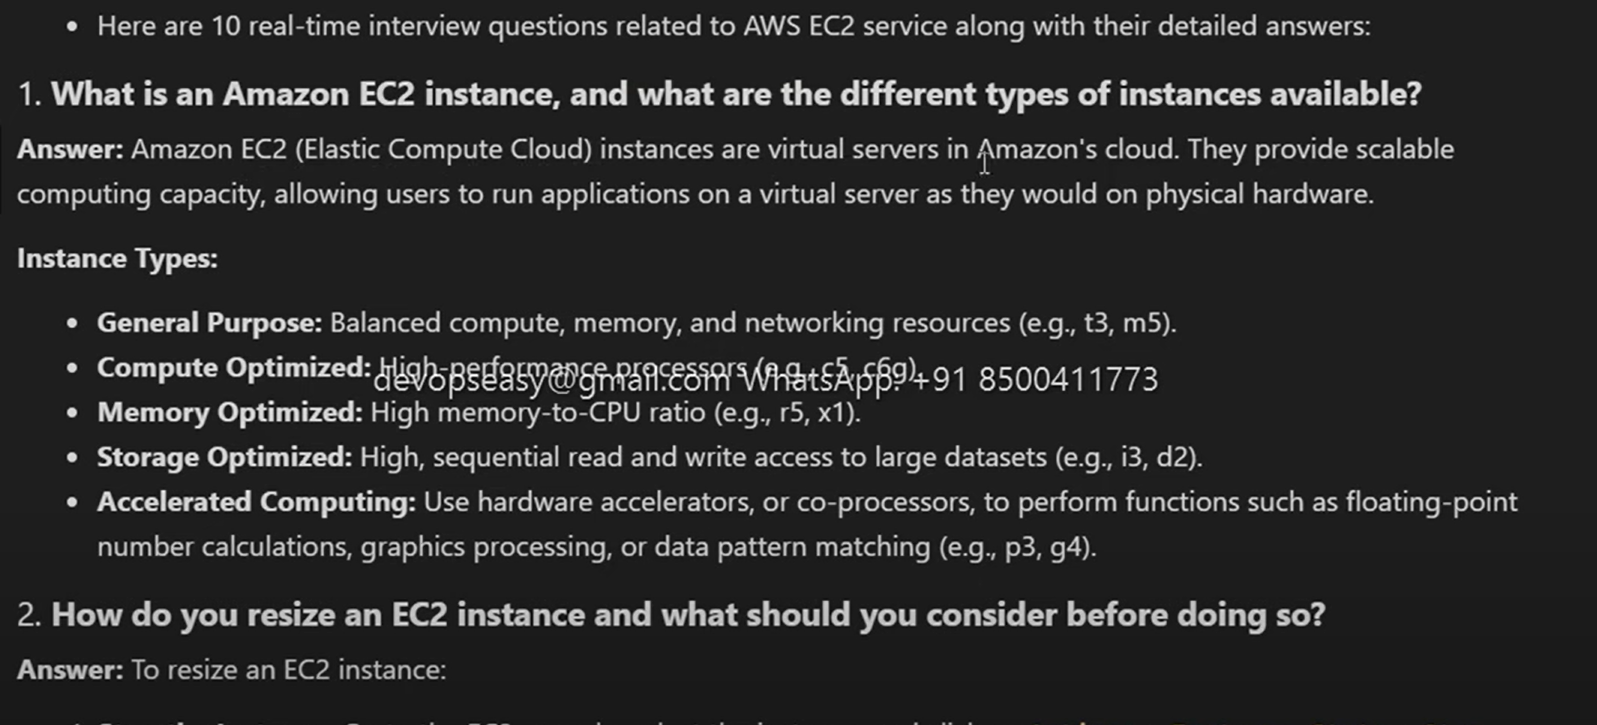 • Here are 10 real-time interview questions related to AWS EC2 service along with their detailed answers:
1. What is an Amazon EC2 instance, and what are the different types of instances available?
Answer: Amazon EC2 (Elastic Compute Cloud) instances are virtual servers in Amazon's cloud. They provide scalable
computing capacity, allowing users to run applications on a virtual server as they would on physical hardware.
Instance Types:
• General Purpose: Balanced compute, memory, and networking resources (e.g., t3, m5).
• Compute Optimized: High-performance processors (e.g., c5, c6g).
devopseasy@gmail.com WhatsApp: +91 8500411773
• Memory Optimized: High memory-to-CPU ratio (e.g., r5, x1).
• Storage Optimized: High, sequential read and write access to large datasets (e.g., i3, d2).
• Accelerated Computing: Use hardware accelerators, or co-processors, to perform functions such as floating-point
number calculations, graphics processing, or data pattern matching (e.g., p3, g4).
2. How do you resize an EC2 instance and what should you consider before doing so?
Answer: To resize an EC2 instance: